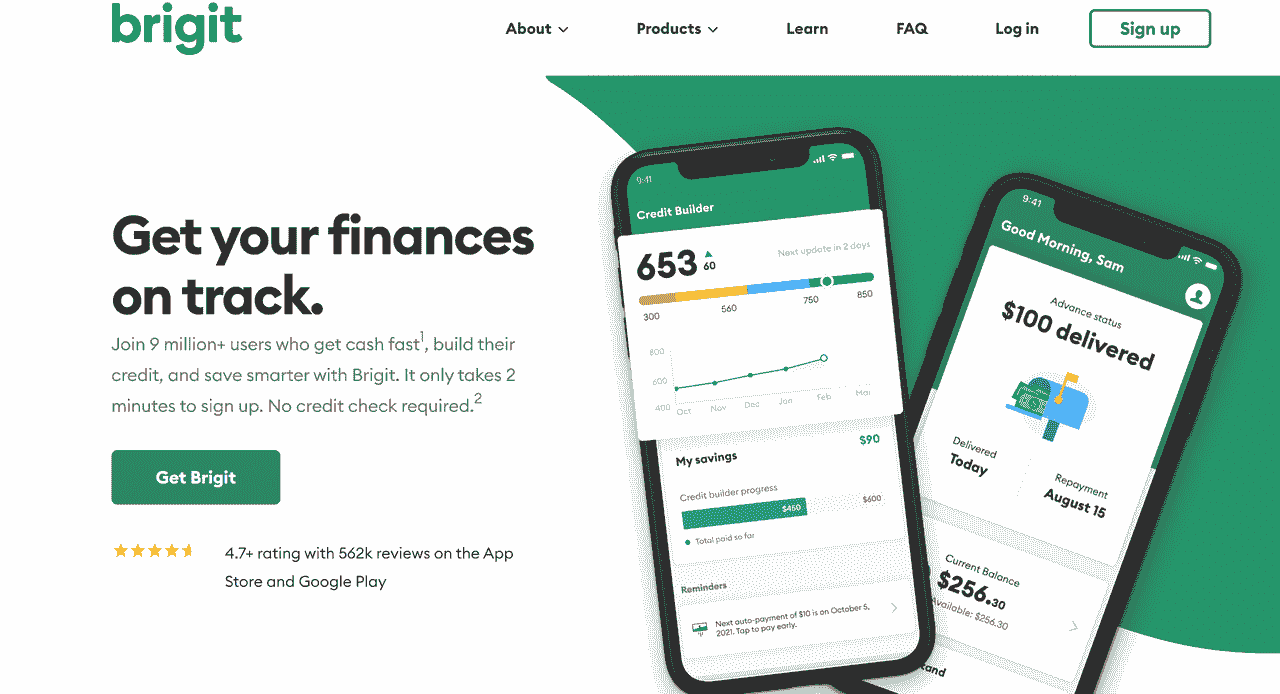 brigit
About
Products
Learn
FAQ
Log in
Sign up
Get your finances
on track.
Join 9 million+ users who get cash fast1, build their
credit, and save smarter with Brigit. It only takes 2
minutes to sign up. No credit check required.2
Get Brigit
4.7+ rating with 562k reviews on the App
Store and Google Play
9:41
Credit Builder
653
60
Next update in 2 days
300
560
750
850
800
600
400
Oct
Nov
Dec
Jan
Feb
Mar
My savings
$90
Credit builder progress
$450
$600
Total paid so far
Reminders
Next auto-payment of $10 is on October 5,
2021. Tap to pay early.
9:41
Good Morning, Sam
Advance status
$100 delivered
Delivered
Today
Repayment
August 15
Current Balance
$256.30
Available: $256.30